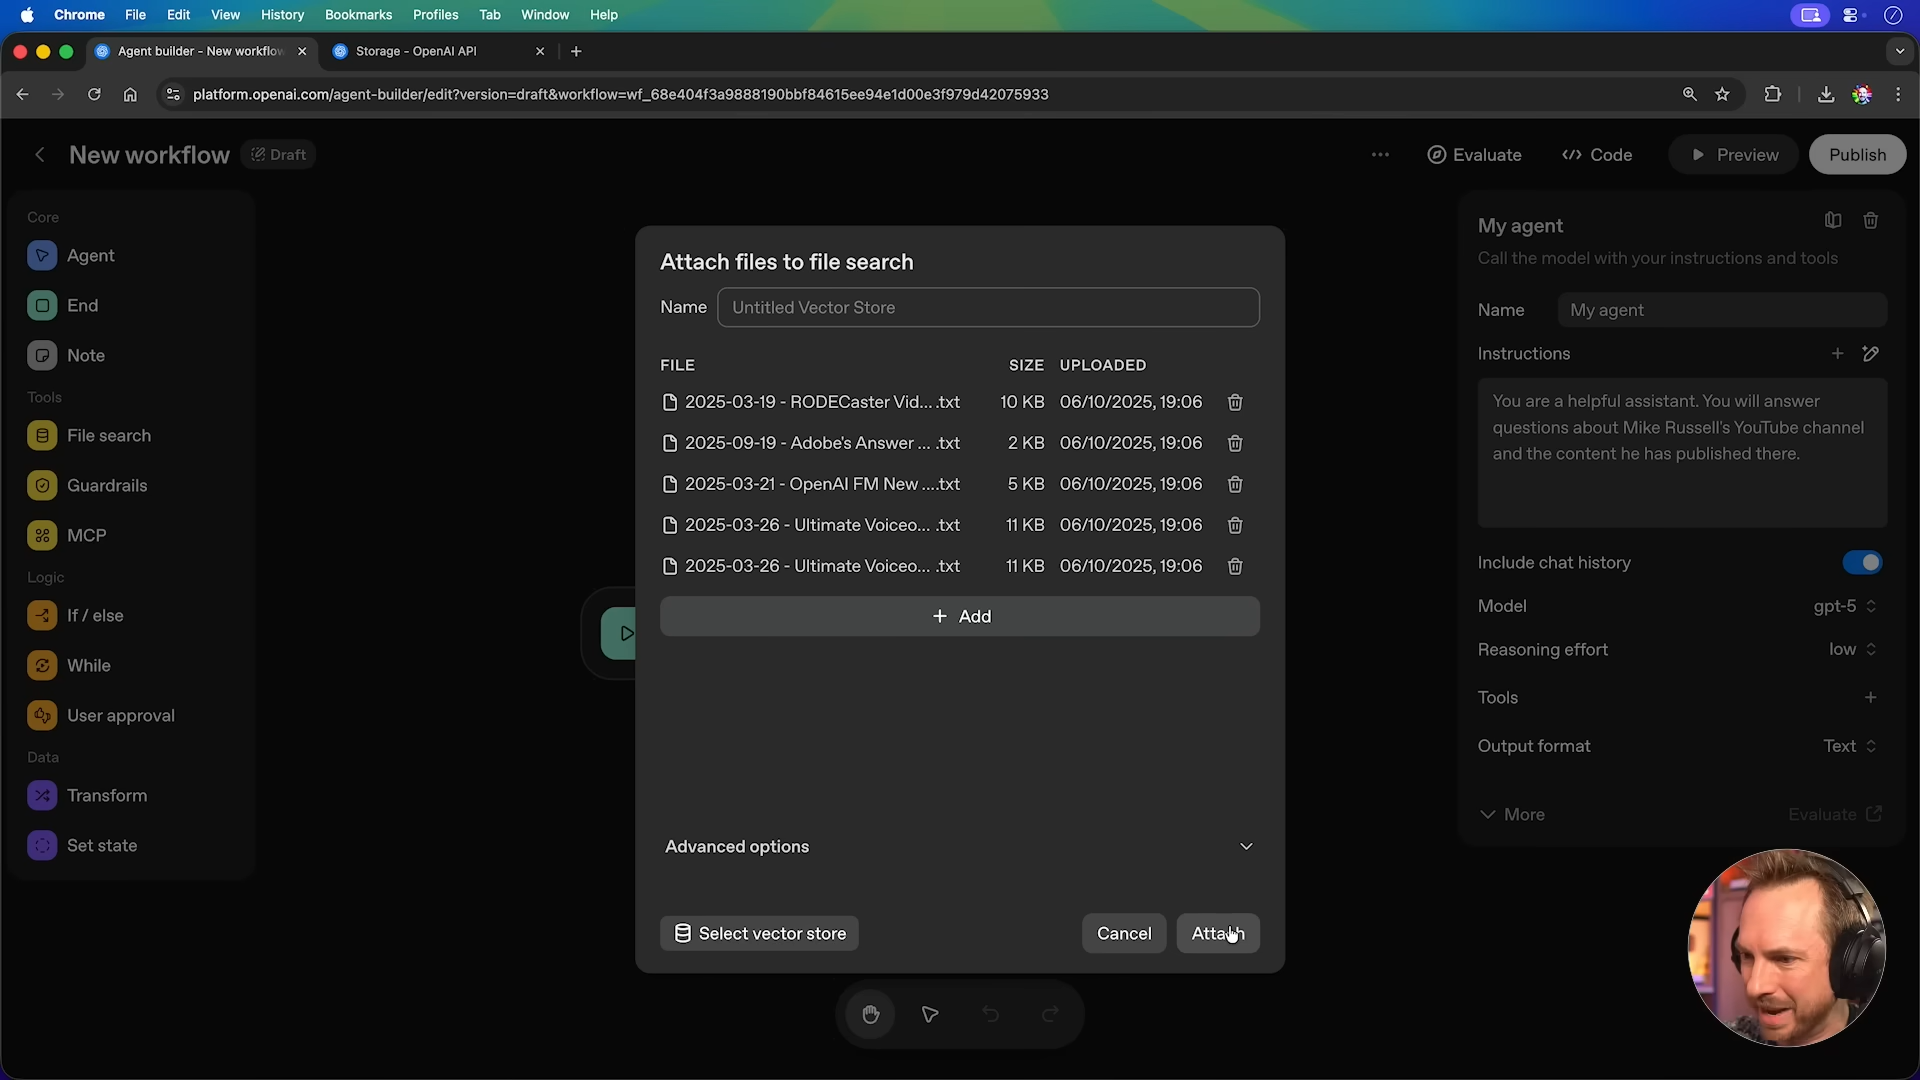 Chrome File Edit View History Bookmarks Profiles Tab Window Help
Agent builder - New workflow
Storage - OpenAI API
platform.openai.com/agent-builder/edit?version=draft&workflow=wf_68e404f3a9888190bbf84615ee94e1d00e3f979d42075933
New workflow Draft
Evaluate Code Preview Publish
Core
Agent
End
Note
Tools
File search
Guardrails
MCP
Logic
If / else
While
User approval
Data
Transform
Set state
Attach files to file search
Name Untitled Vector Store
FILE SIZE UPLOADED
2025-03-19 - RODECaster Vid... .txt 10 KB 06/10/2025, 19:06
2025-09-19 - Adobe's Answer ... .txt 2 KB 06/10/2025, 19:06
2025-03-21 - OpenAI FM New ....txt 5 KB 06/10/2025, 19:06
2025-03-26 - Ultimate Voiceo... .txt 11 KB 06/10/2025, 19:06
2025-03-26 - Ultimate Voiceo... .txt 11 KB 06/10/2025, 19:06
+ Add
Advanced options
Select vector store Cancel Attach
My agent
Call the model with your instructions and tools
Name My agent
Instructions
You are a helpful assistant. You will answer
questions about Mike Russell's YouTube channel
and the content he has published there.
Include chat history
Model gpt-5
Reasoning effort low
Tools
Output format Text
More Evaluate